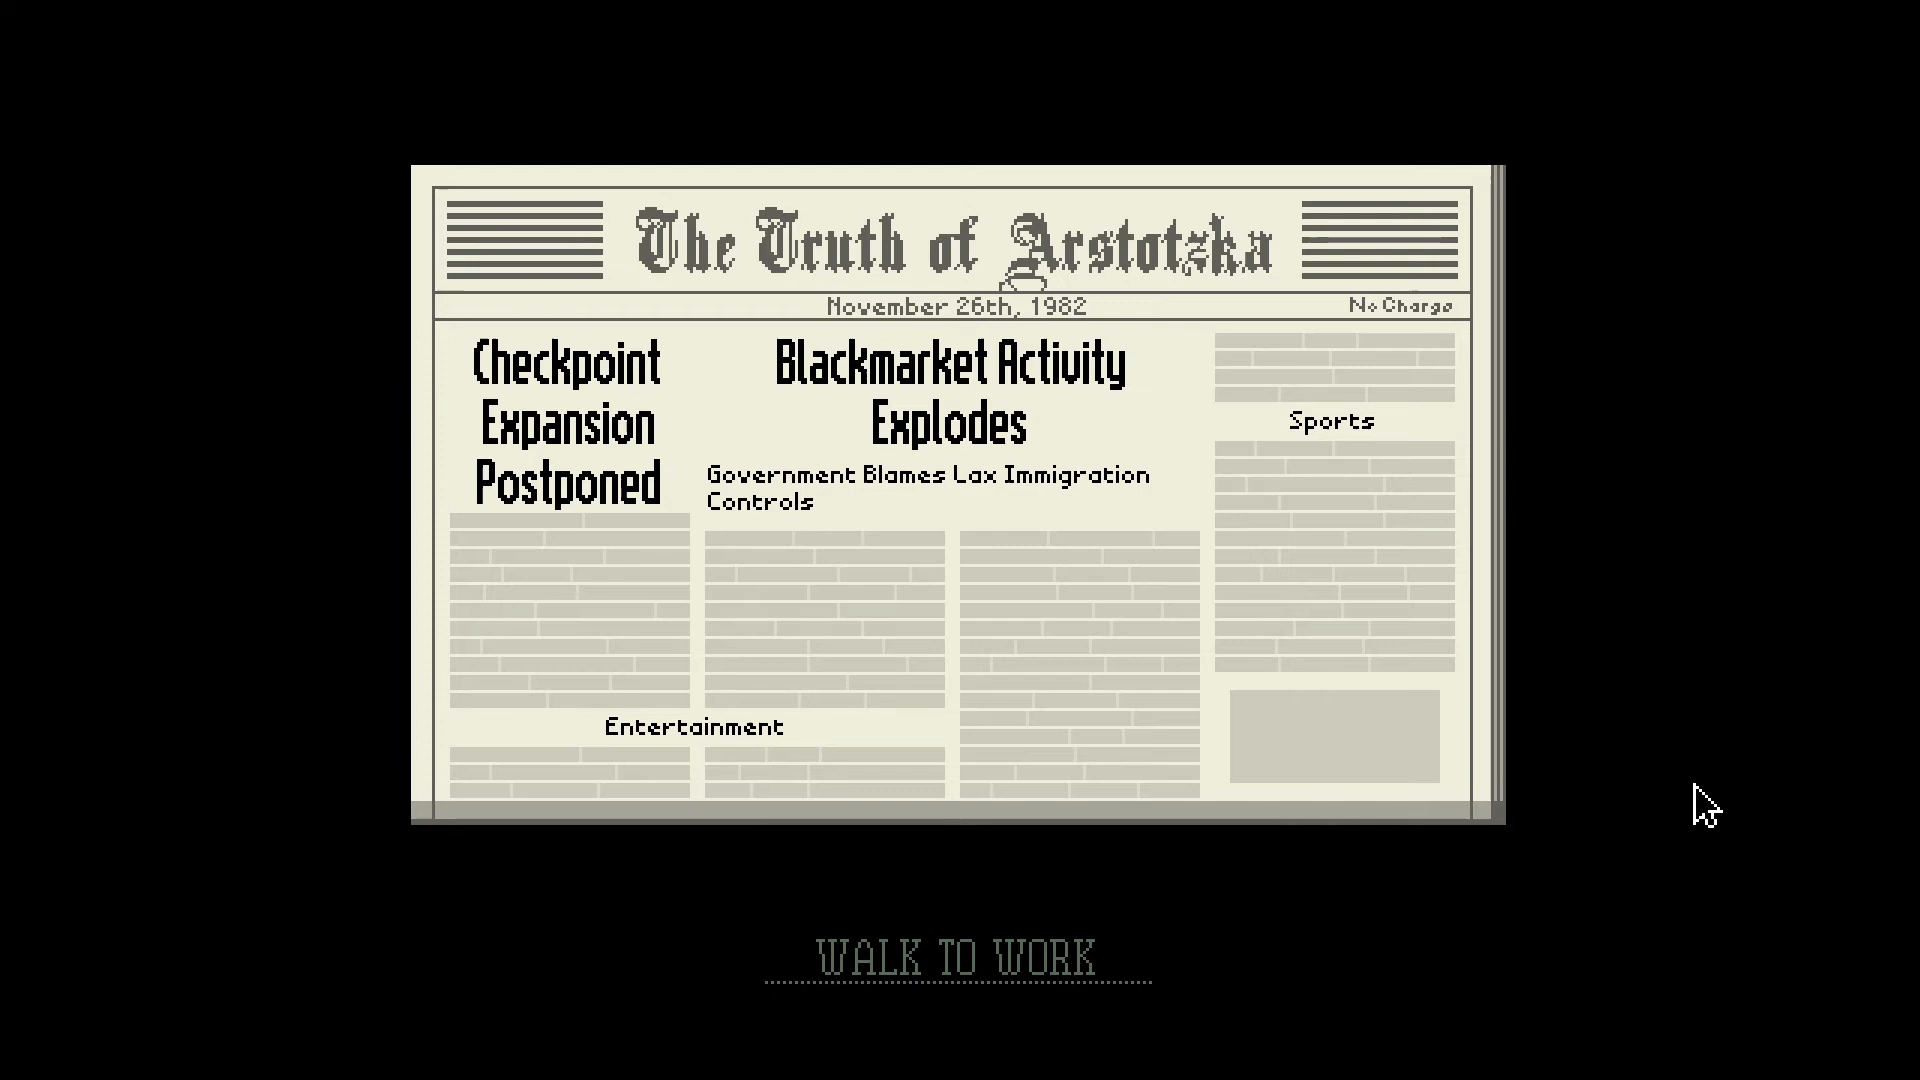 The Truth of Arstotzka
November 26th, 1982
No Charge
Checkpoint
Expansion
Postponed
Blackmarket Activity
Explodes
Government Blames Lax Immigration
Controls
Sports
Entertainment
WALK TO WORK